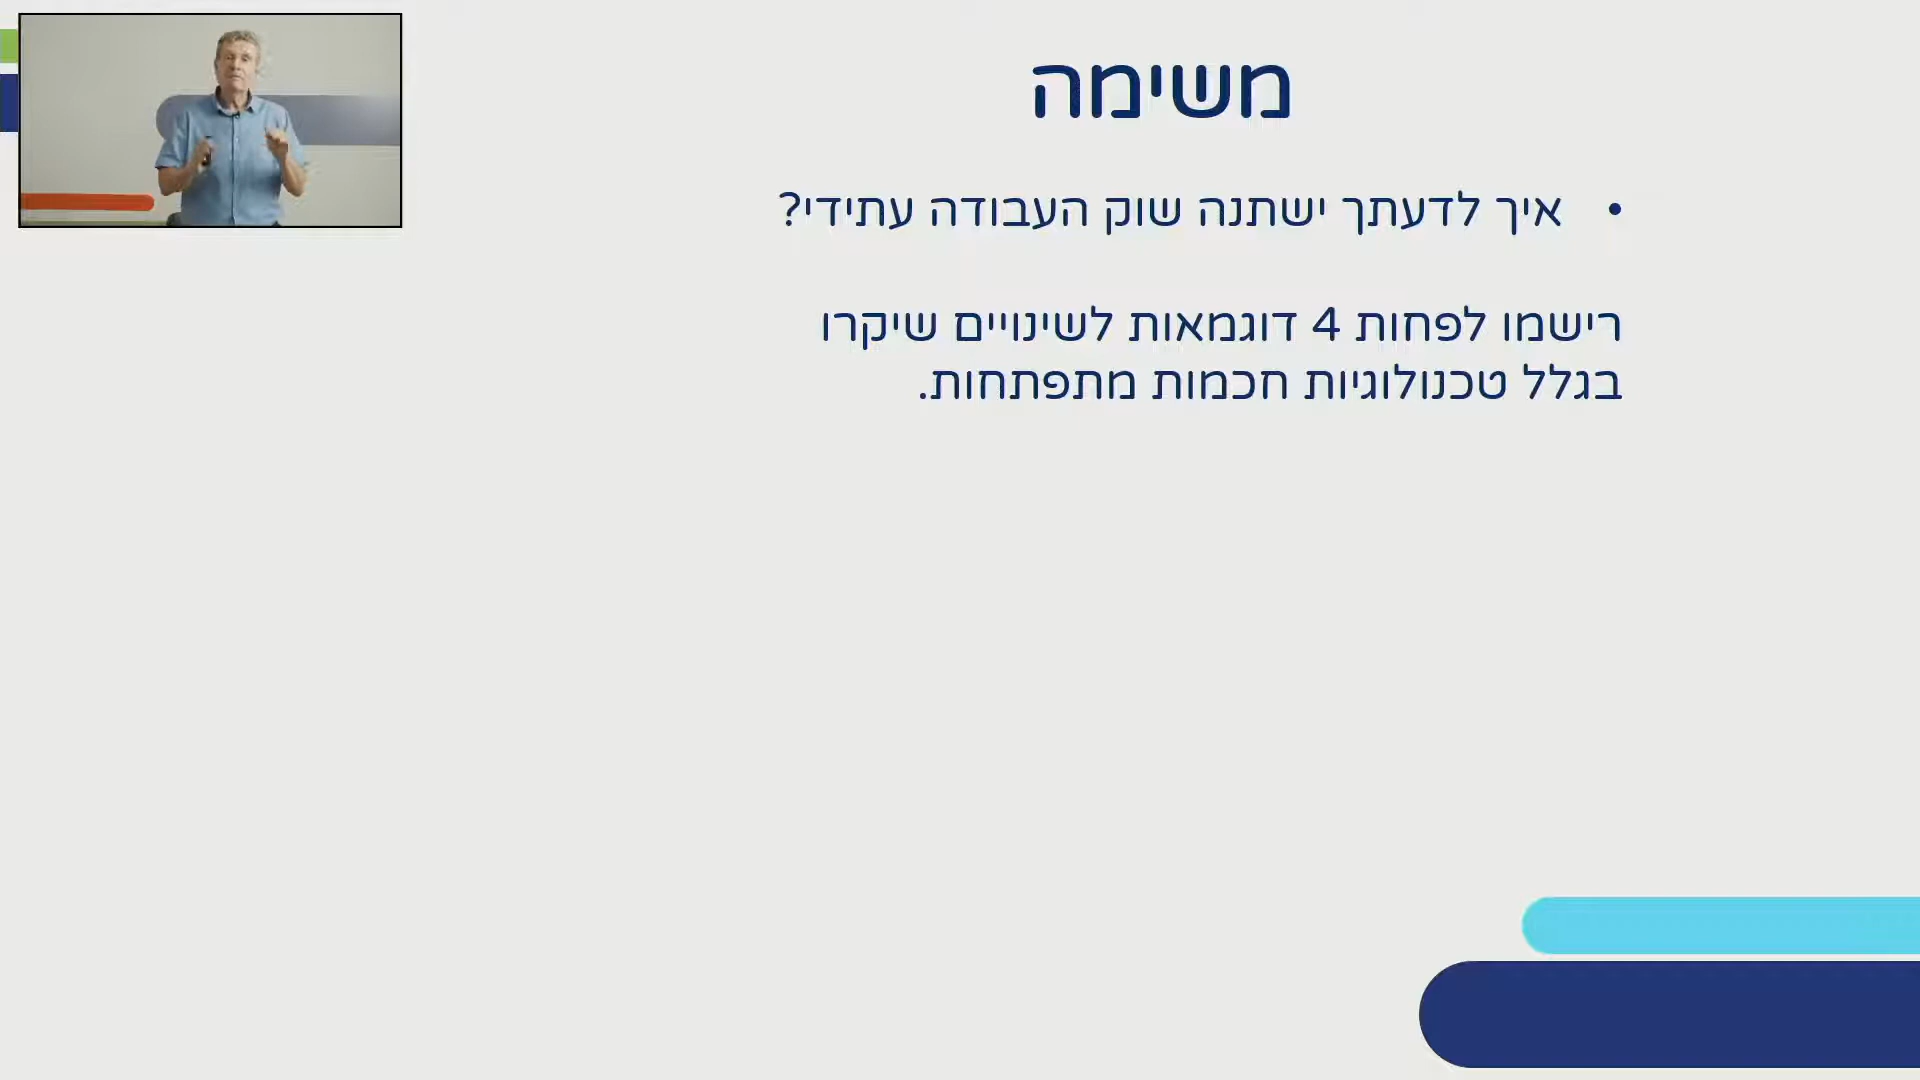 משימה
• איך לדעתך ישתנה שוק העבודה עתידי?
רישמו לפחות 4 דוגמאות לשינויים שיקרו
בגלל טכנולוגיות חכמות מתפתחות.